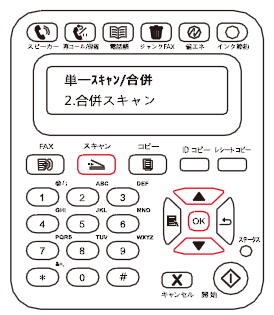 スピーカー 再コール/保留 電話帳 ジャンクFAX 省エネ インク節約
単一スキャン/合併
2.合併スキャン
FAX スキャン コピー IDコピー レシートコピー
ABC DEF
1 2 3
GHI JKL MNO
4 5 6
OK
PQRS TUV WXYZ
7 8 9
ステータス
* 0 #
キャンセル 開始